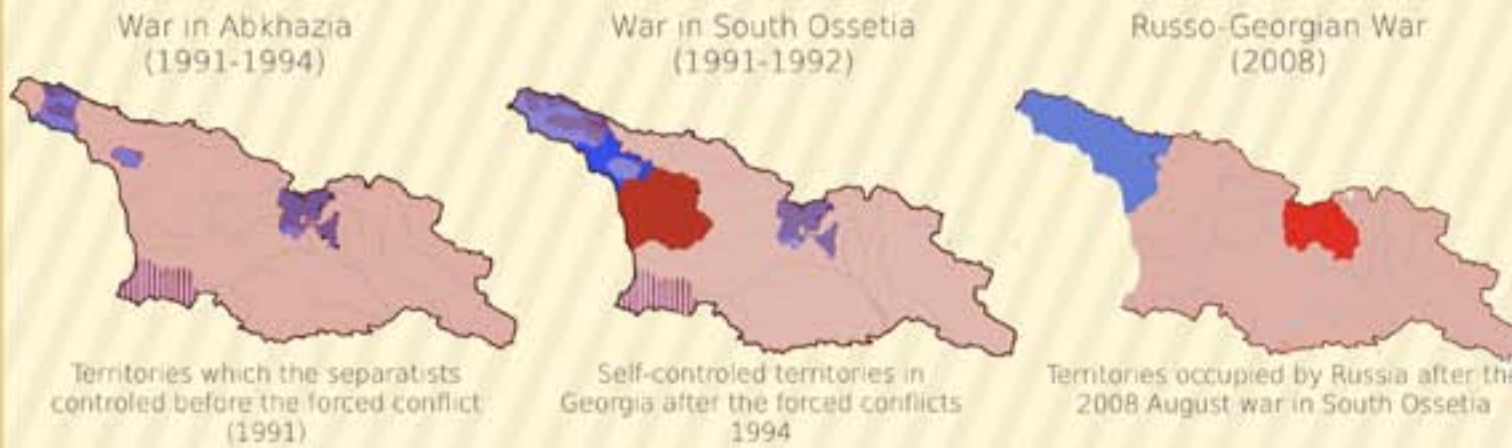 War in Abkhazia
(1991-1994)
War in South Ossetia
(1991-1992)
Russo-Georgian War
(2008)
Territories which the separatists
controled before the forced conflict
(1991)
Self-controled territories in
Georgia after the forced conflicts
1994
Territories occupied by Russia after the
2008 August war in South Ossetia